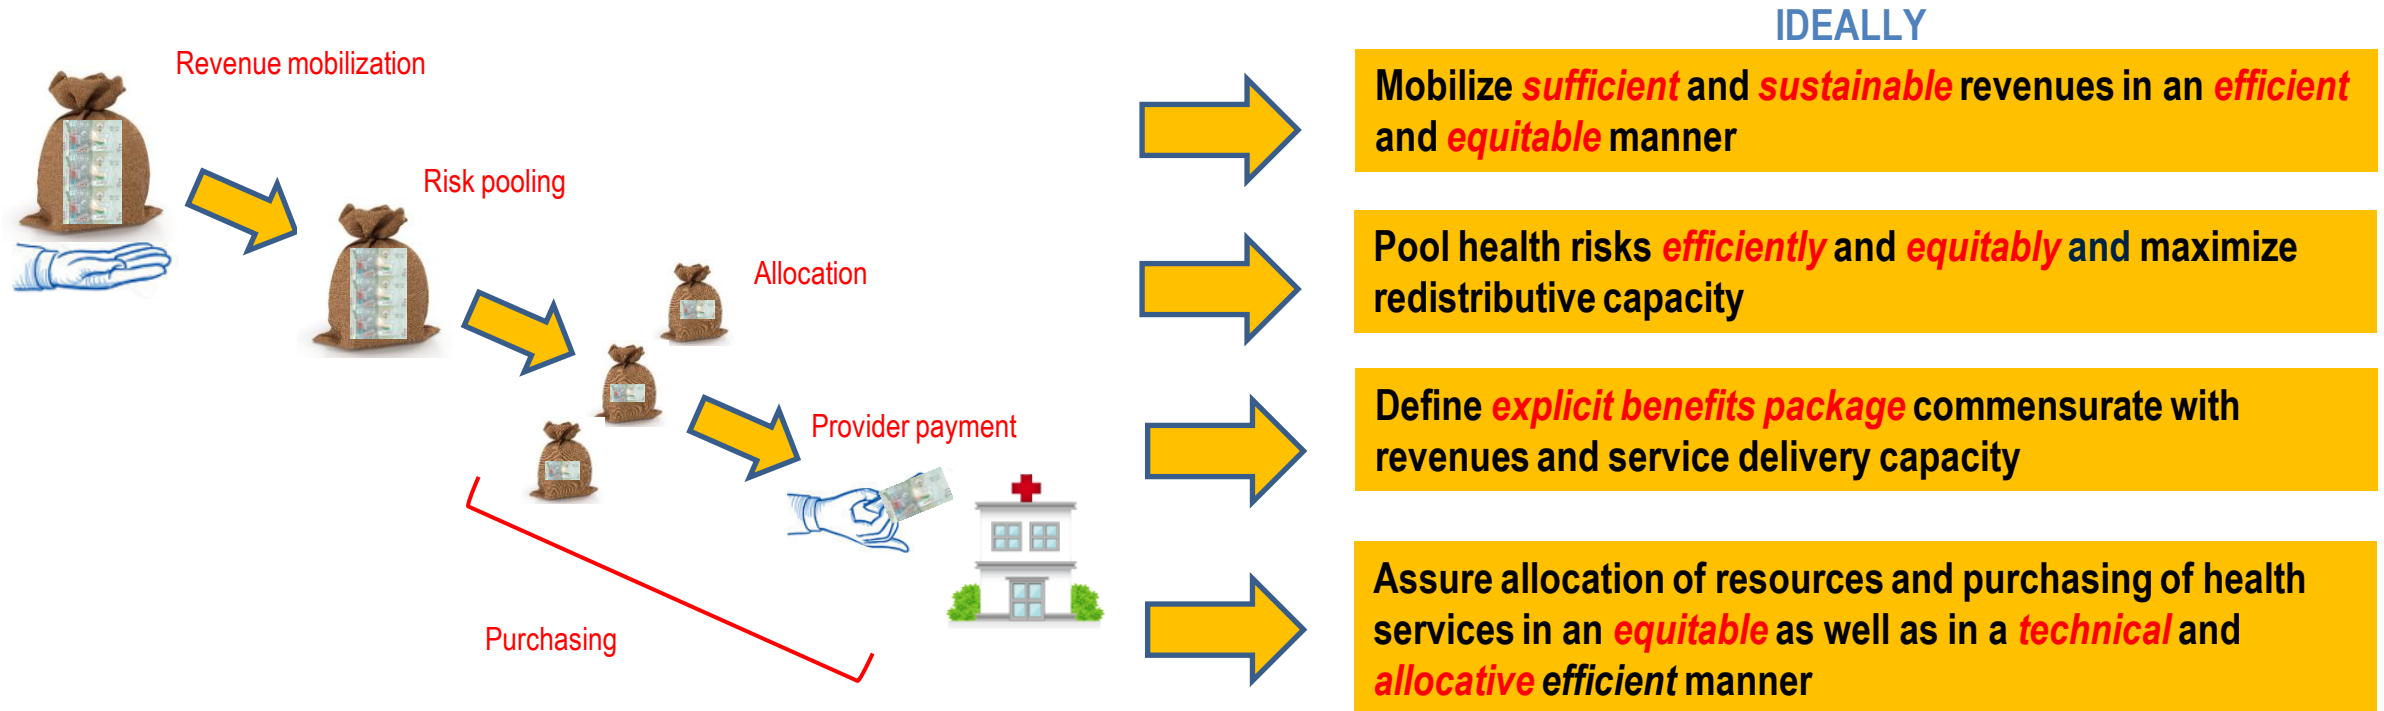 IDEALLY
Revenue mobilization
Mobilize sufficient and sustainable revenues in an efficient
and equitable manner
Risk pooling
Pool health risks efficiently and equitably and maximize
redistributive capacity
Allocation
Define explicit benefits package commensurate with
revenues and service delivery capacity
Provider payment
Assure allocation of resources and purchasing of health
services in an equitable as well as in a technical and
allocative efficient manner
Purchasing